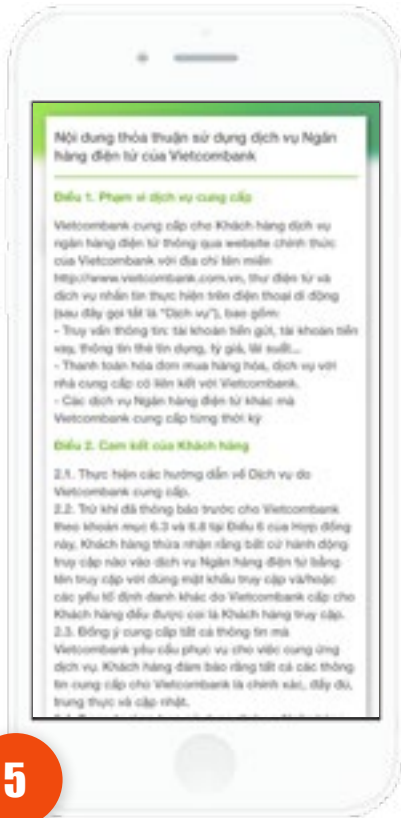 Nội dung thỏa thuận sử dụng dịch vụ Ngân
hàng điện tử của Vietcombank
Điều 1. Phạm vi dịch vụ cung cấp
Vietcombank cung cấp cho Khách hàng dịch vụ
ngân hàng điện tử thông qua website chính thức
của Vietcombank với địa chỉ tên miền
http://www.vietcombank.com.vn, thư điện tử và
dịch vụ nhắn tin thực hiện trên điện thoại di động
(sau đây gọi tắt là "Dịch vụ"), bao gồm:
- Truy vấn thông tin: tài khoản tiền gửi, tài khoản tiền
vay, thông tin thẻ tín dụng, tỷ giá, lãi suất...
- Thanh toán hóa đơn mua hàng hóa, dịch vụ với
nhà cung cấp có liên kết với Vietcombank.
- Các dịch vụ Ngân hàng điện tử khác mà
Vietcombank cung cấp từng thời kỳ
Điều 2. Cam kết của Khách hàng
2.1. Thực hiện các hướng dẫn về Dịch vụ do
Vietcombank cung cấp.
2.2. Trừ khi đã thông báo trước cho Vietcombank
theo khoản mục 6.3 và 6.8 tại Điều 6 của Hợp đồng
này, Khách hàng thừa nhận rằng bất cứ hành động
truy cập nào vào dịch vụ Ngân hàng điện tử bằng
tên truy cập với đúng mật khẩu truy cập và/hoặc
các yếu tố định danh khác do Vietcombank cấp cho
Khách hàng đều được coi là Khách hàng truy cập.
2.3. Đồng ý cung cấp tất cả thông tin mà
Vietcombank yêu cầu phục vụ cho việc cung ứng
dịch vụ. Khách hàng đảm bảo rằng tất cả các thông
tin cung cấp cho Vietcombank là chính xác, đầy đủ,
trung thực và cập nhật.
5